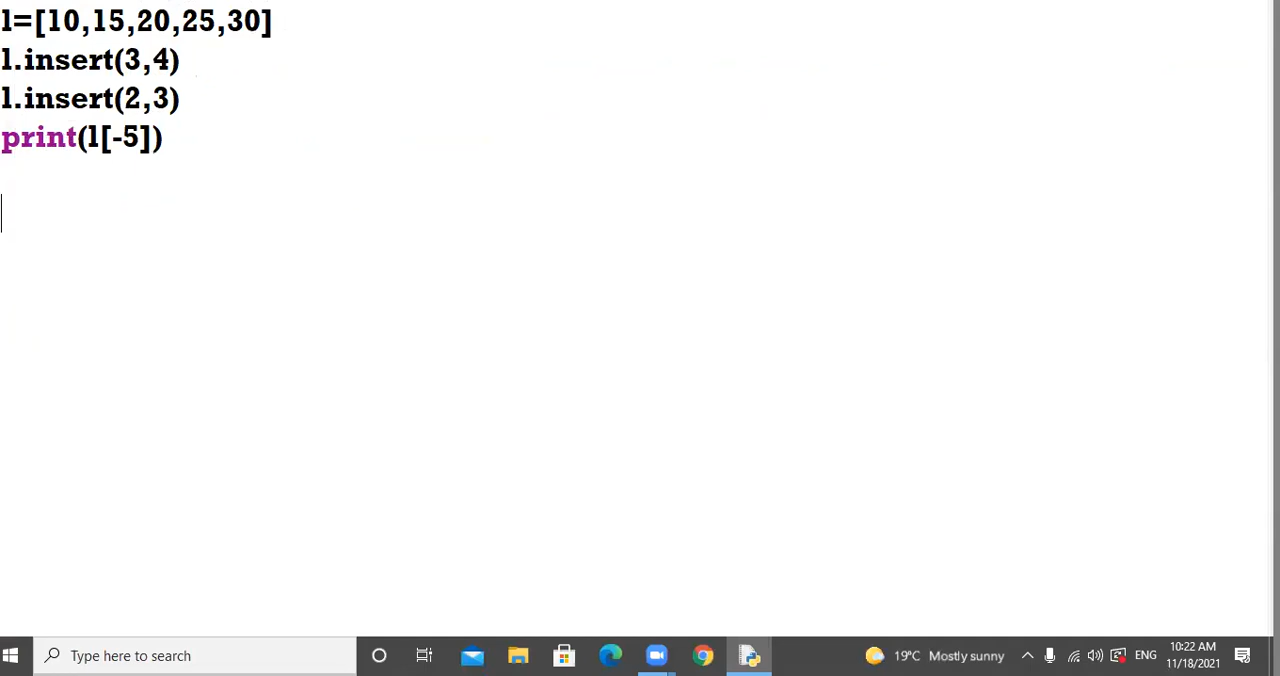 l=[10,15,20,25,30]
l.insert(3,4)
l.insert(2,3)
print(l[-5])
Type here to search
19°C Mostly sunny
ENG
10:22 AM
11/18/2021